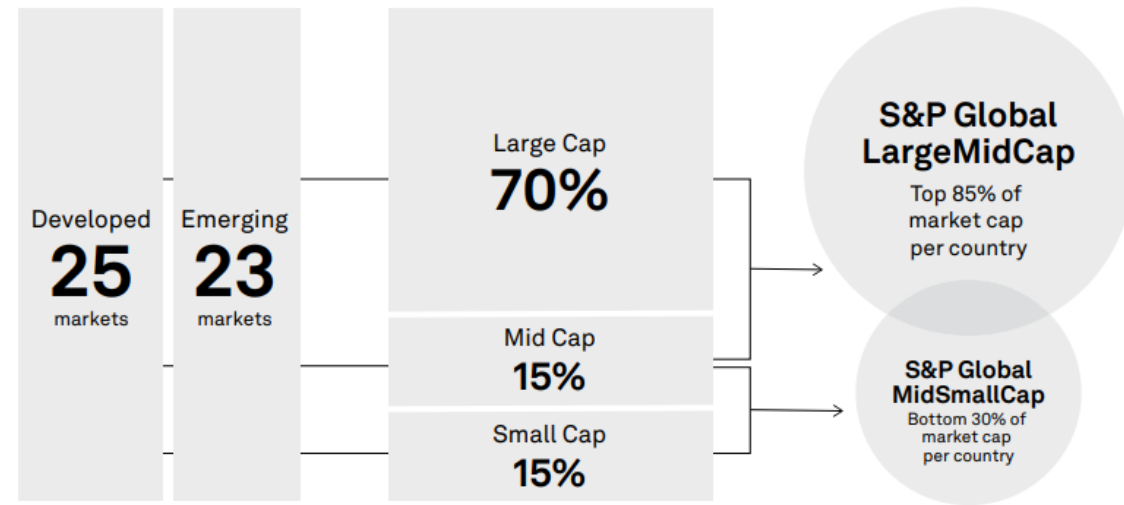 Developed
25
markets
Emerging
23
markets
Large Cap
70%
Mid Cap
15%
Small Cap
15%
S&P Global
LargeMidCap
Top 85% of
market cap
per country
S&P Global
MidSmallCap
Bottom 30% of
market cap
per country